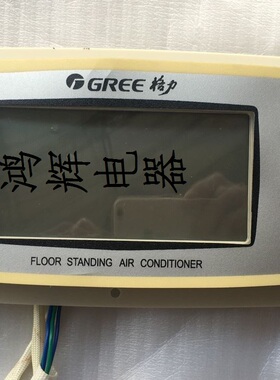 GREE 格力
鸿辉电器
FLOOR STANDING AIR CONDITIONER